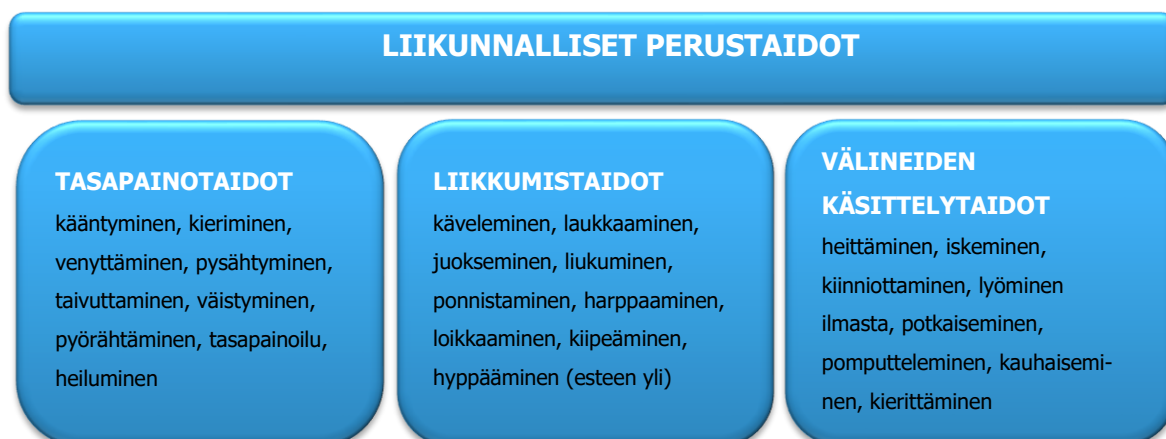 LIIKUNNALLISET PERUSTAIDOT
TASAPAINOTAIDOT
kääntyminen, kieriminen,
venyttäminen, pysähtyminen,
taivuttaminen, väistyminen,
pyörähtäminen, tasapainoilu,
heiluminen
LIIKKUMISTAIDOT
käveleminen, laukkaaminen,
juokseminen, liukuminen,
ponnistaminen, harppaaminen,
loikkaaminen, kiipeäminen,
hyppääminen (esteen yli)
VÄLINEIDEN
KÄSITTELYTAIDOT
heittäminen, iskeminen,
kiinniottaminen, lyöminen
ilmasta, potkaiseminen,
pomputteleminen, kauhaisemi-
nen, kierittäminen